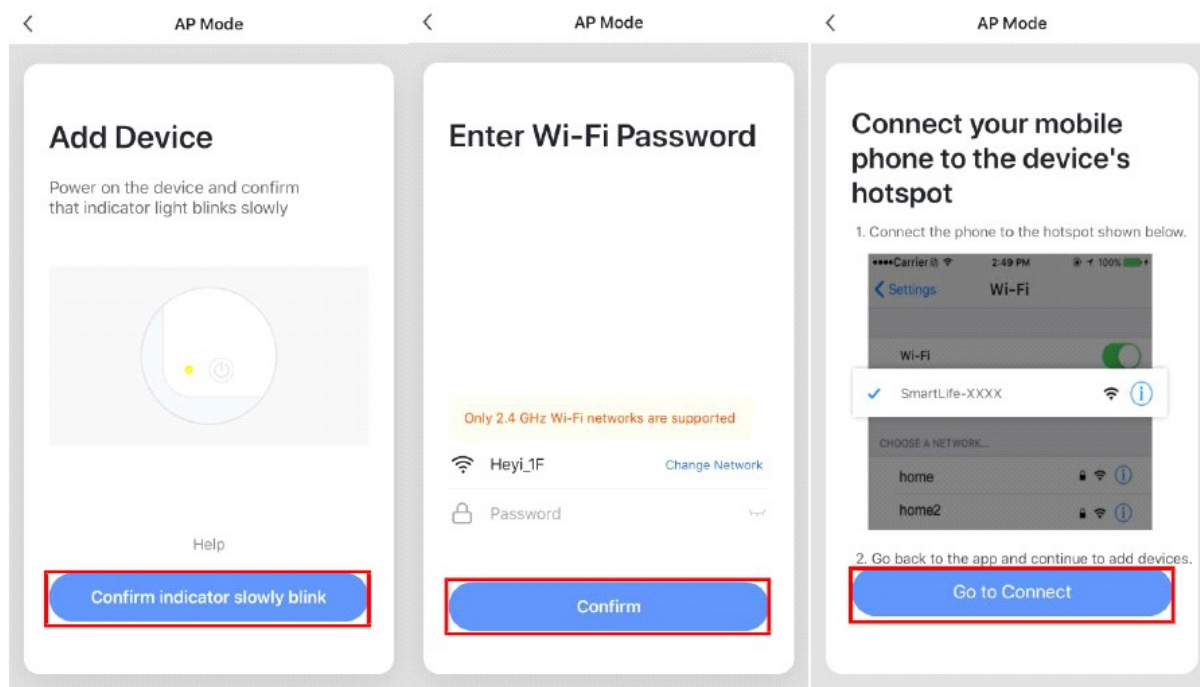 AP Mode
Add Device
Power on the device and confirm
that indicator light blinks slowly
Help
Confirm indicator slowly blink
AP Mode
Enter Wi-Fi Password
Only 2.4 GHz Wi-Fi networks are supported
Heyi_1F Change Network
Password
Confirm
AP Mode
Connect your mobile
phone to the device's
hotspot
1. Connect the phone to the hotspot shown below.
Carrier 2:49 PM 100%
Settings Wi-Fi
Wi-Fi
SmartLife-XXXX
CHOOSE A NETWORK...
home
home2
2. Go back to the app and continue to add devices.
Go to Connect